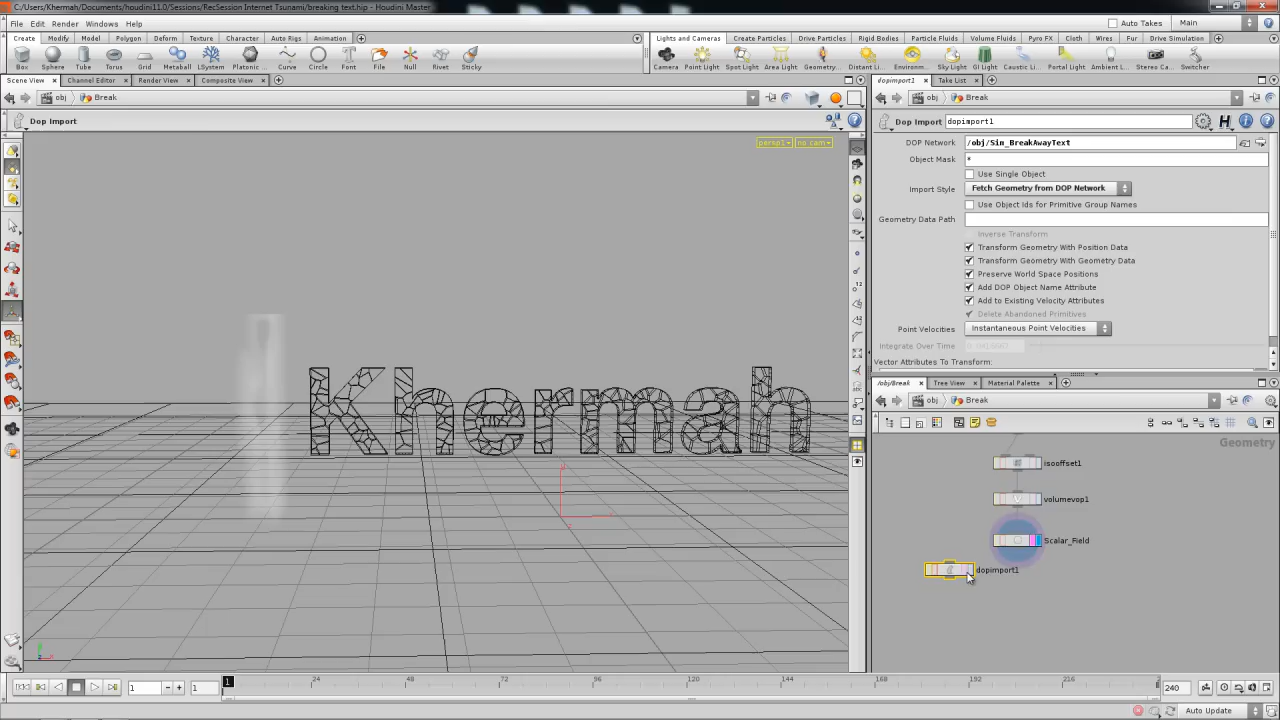 C:/Users/Khermah/Documents/houdini11.0/Sessions/RecSession Internet Tsunami/breaking text.hip - Houdini Master
File Edit Render Windows Help
Auto Takes Main
Create Modify Model Polygon Deform Texture Character Auto Rigs Animation
Lights and Cameras Create Particles Drive Particles Rigid Bodies Particle Fluids Volume Fluids Pyro FX Cloth Wires Fur Drive Simulation
Box Sphere Tube Torus Grid Metaball LSystem Platonic ... Curve Circle Font File Null Rivet Sticky
Camera Point Light Spot Light Area Light Geometry... Distant Li... Environm... Sky Light GI Light Caustic Li... Portal Light Ambient L... Stereo Ca... Switcher
Scene View Channel Editor Render View Composite View
dopimport1 Take List
obj Break
obj Break
Dop Import
Dop Import dopimport1
persp1 no cam
DOP Network /obj/Sim_BreakAwayText
Object Mask *
Use Single Object
Import Style Fetch Geometry from DOP Network
Use Object Ids for Primitive Group Names
Geometry Data Path
Inverse Transform
Transform Geometry With Position Data
Transform Geometry With Geometry Data
Preserve World Space Positions
Add DOP Object Name Attribute
Add to Existing Velocity Attributes
Delete Abandoned Primitives
Point Velocities Instantaneous Point Velocities
Integrate Over Time
Vector Attributes To Transform:
Khermah
/obj/Break Tree View Material Palette
obj Break
Geometry
isooffset1
volumevop1
Scalar_Field
dopimport1
1 1 1 24 48 72 96 120 144 168 192 216 2 240
Auto Update